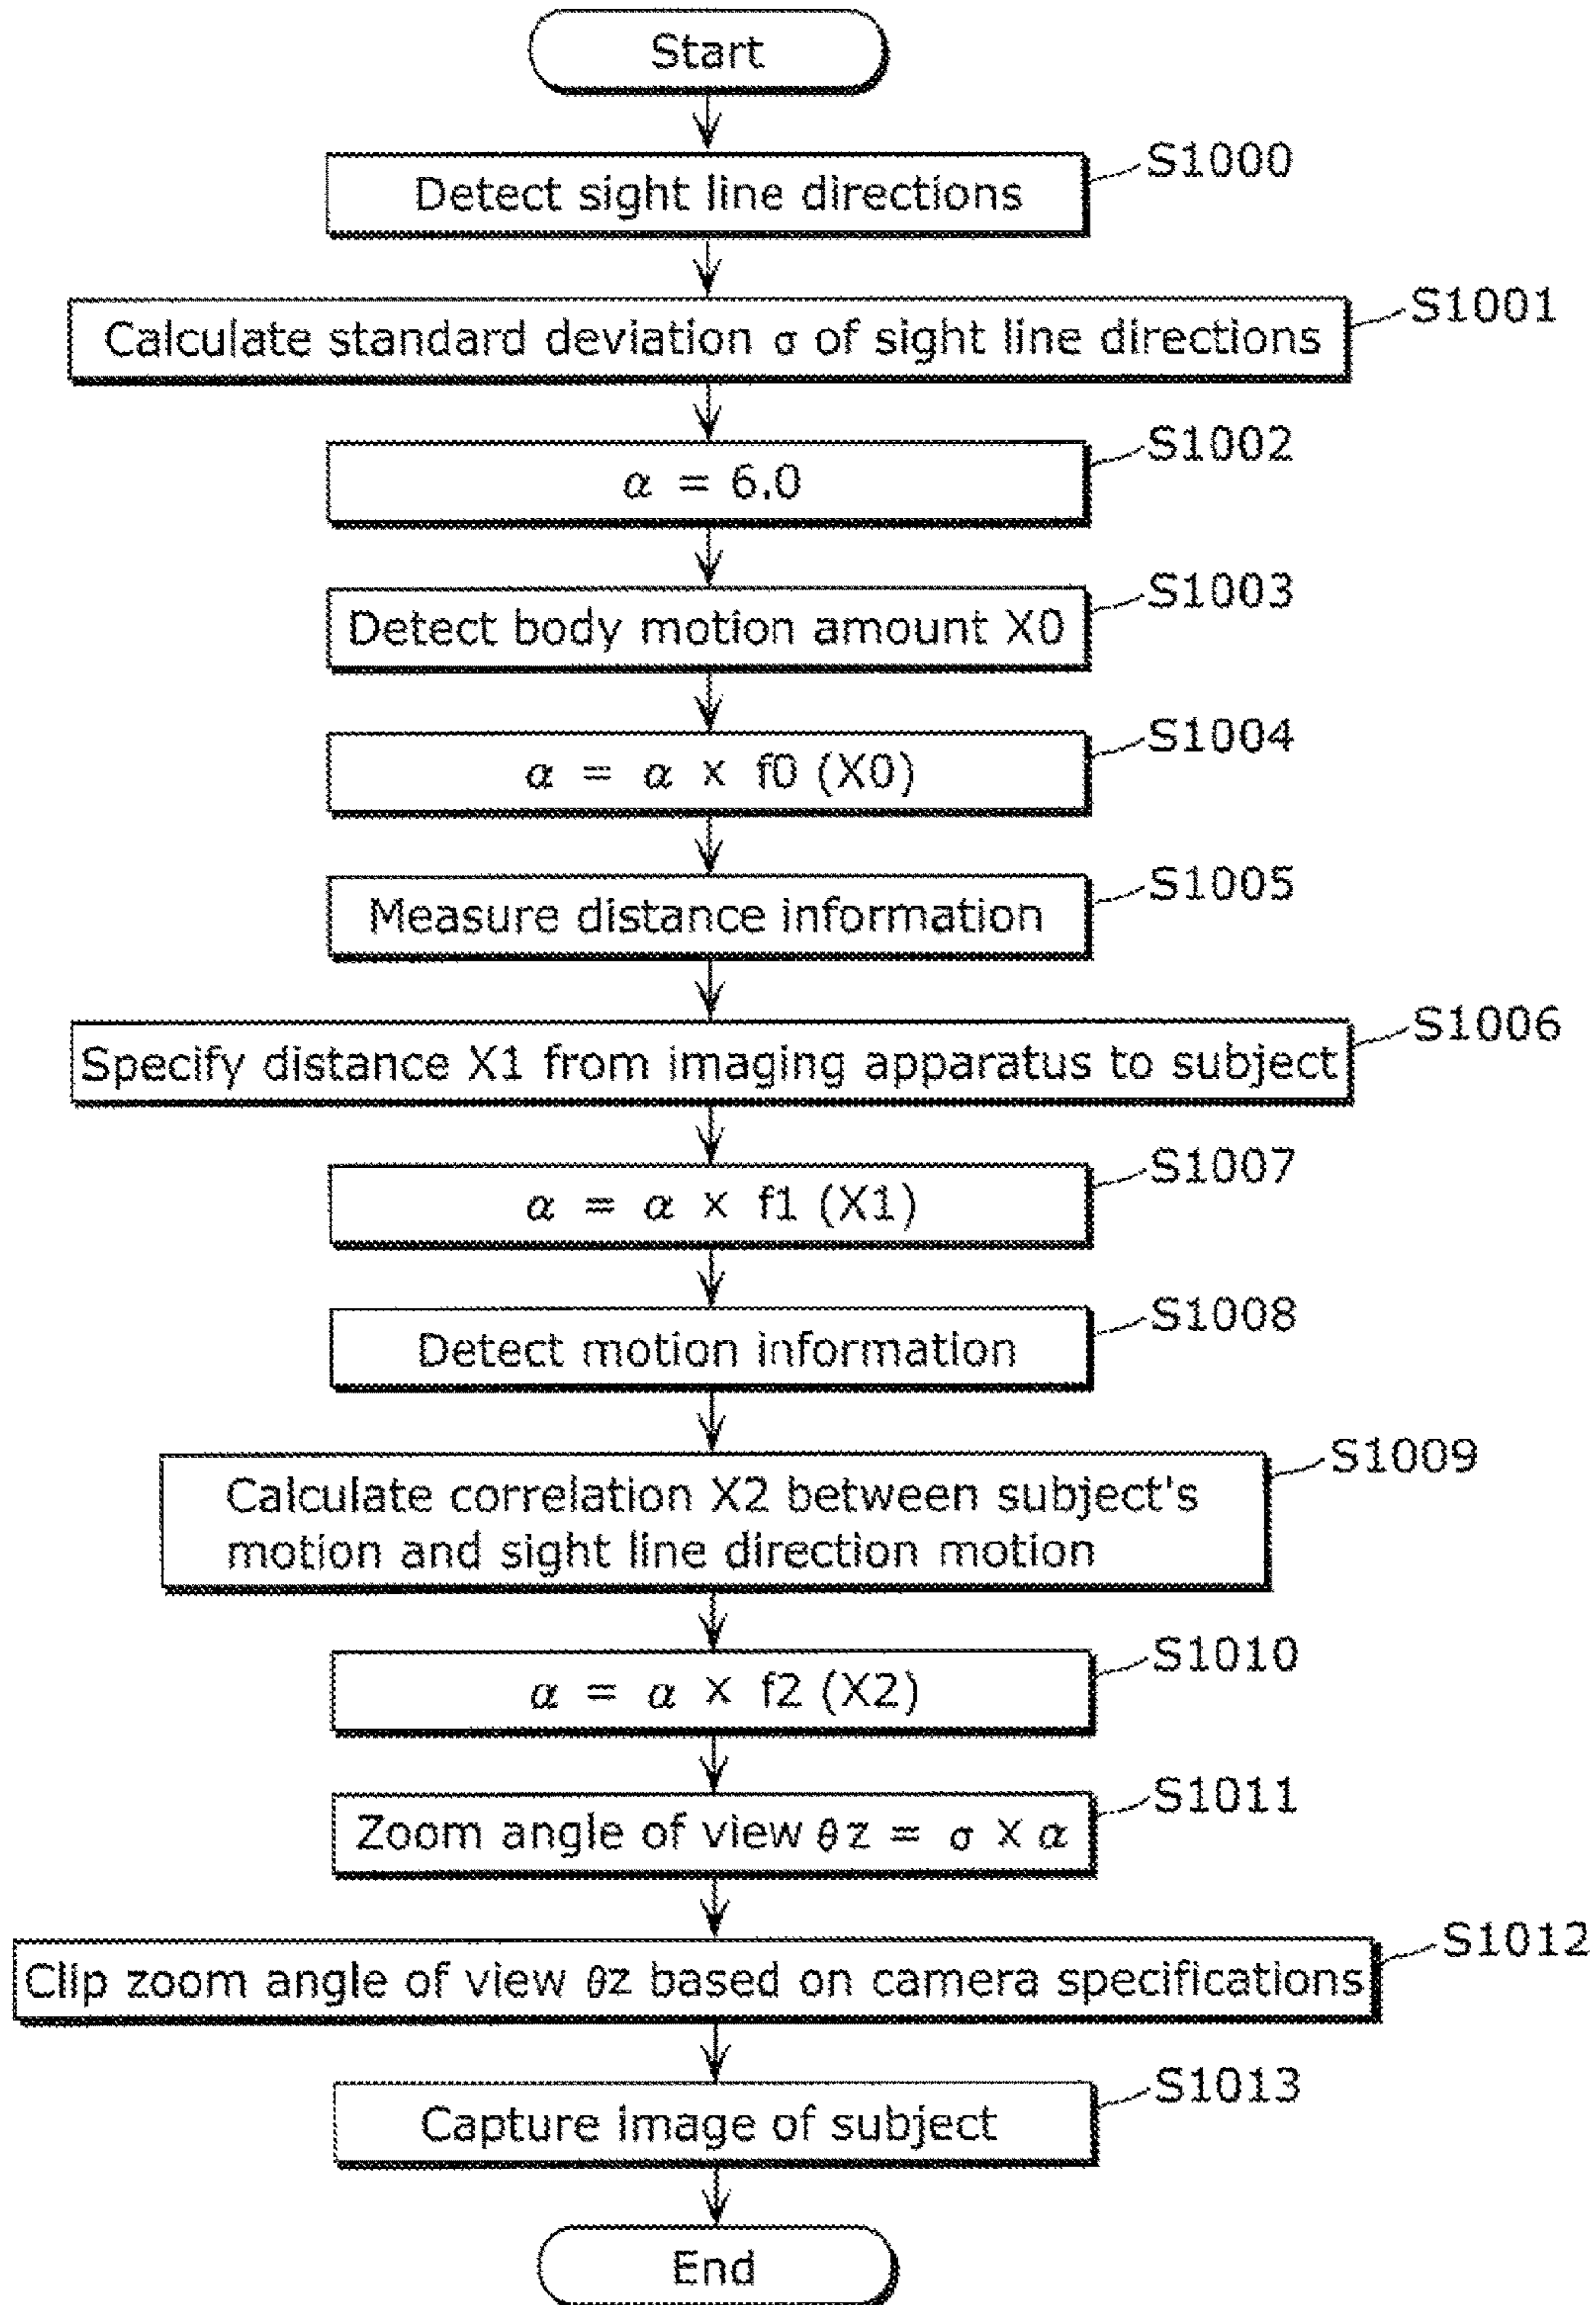 Start
S1000
Detect sight line directions
S1001
Calculate standard deviation σ of sight line directions
S1002
α = 6.0
S1003
Detect body motion amount X0
S1004
α = α × f0 (X0)
S1005
Measure distance information
S1006
Specify distance X1 from imaging apparatus to subject
S1007
α = α × f1 (X1)
S1008
Detect motion information
S1009
Calculate correlation X2 between subject's
motion and sight line direction motion
S1010
α = α × f2 (X2)
S1011
Zoom angle of view θz = σ × α
S1012
Clip zoom angle of view θz based on camera specifications
S1013
Capture image of subject
End